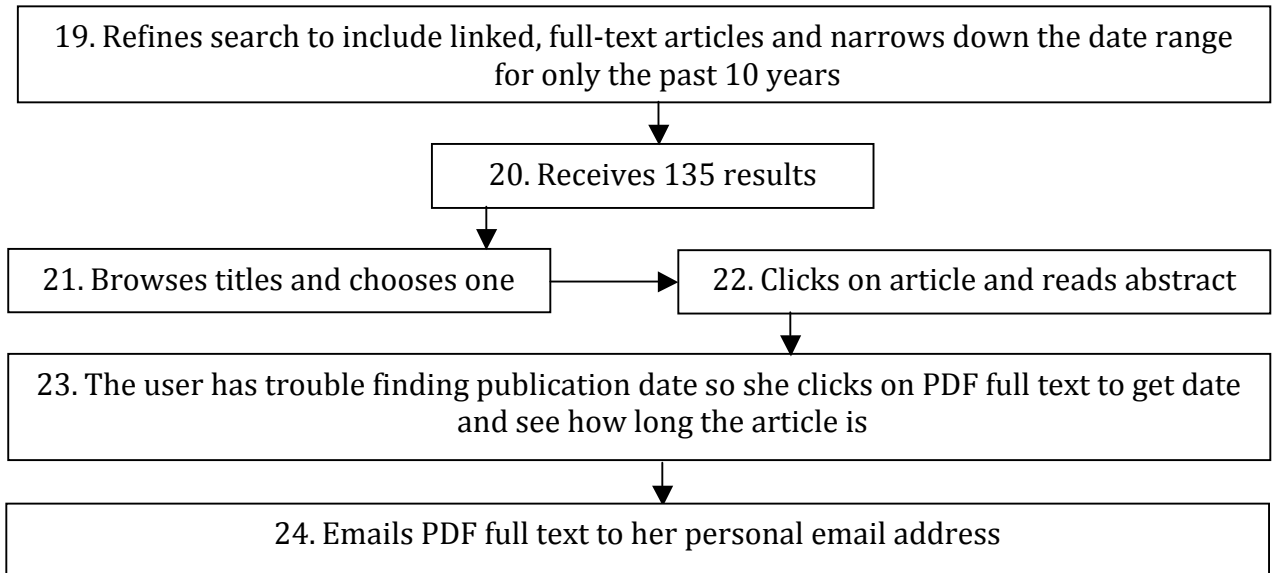 19. Refines search to include linked, full-text articles and narrows down the date range
for only the past 10 years
20. Receives 135 results
21. Browses titles and chooses one
22. Clicks on article and reads abstract
23. The user has trouble finding publication date so she clicks on PDF full text to get date
and see how long the article is
24. Emails PDF full text to her personal email address